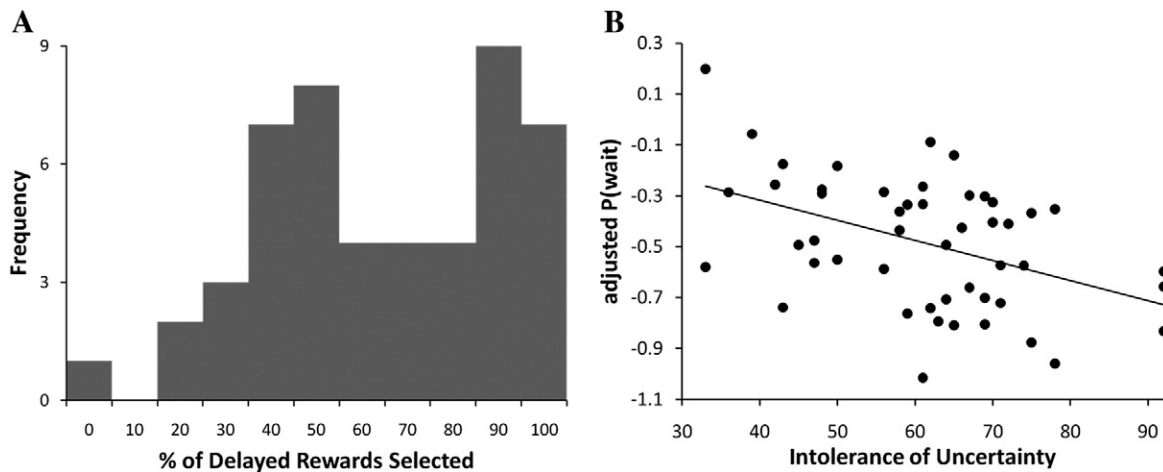 A
9
6
3
0
Frequency
0 10 20 30 40 50 60 70 80 90 100
% of Delayed Rewards Selected
B
0.3
0.1
-0.1
-0.3
-0.5
-0.7
-0.9
-1.1
adjusted P(wait)
30 40 50 60 70 80 90
Intolerance of Uncertainty